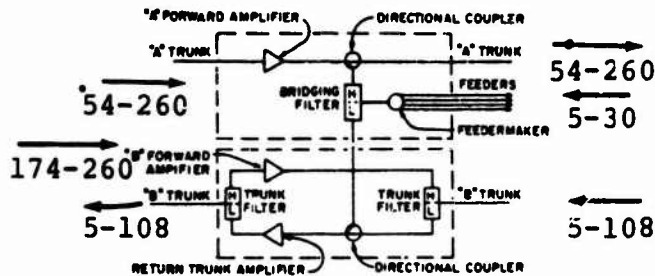 "A" FORWARD AMPLIFIER
DIRECTIONAL COUPLER
"A" TRUNK
"A" TRUNK
54-260
54-260
BRIDGING FILTER
H
L
FEEDERS
5-30
FEEDERMAKER
174-260
"B" FORWARD AMPIFIER
"B" TRUNK
H
L
TRUNK FILTER
TRUNK FILTER
H
L
"B" TRUNK
5-108
5-108
RETURN TRUNK AMPLIFIER
DIRECTIONAL COUPLER